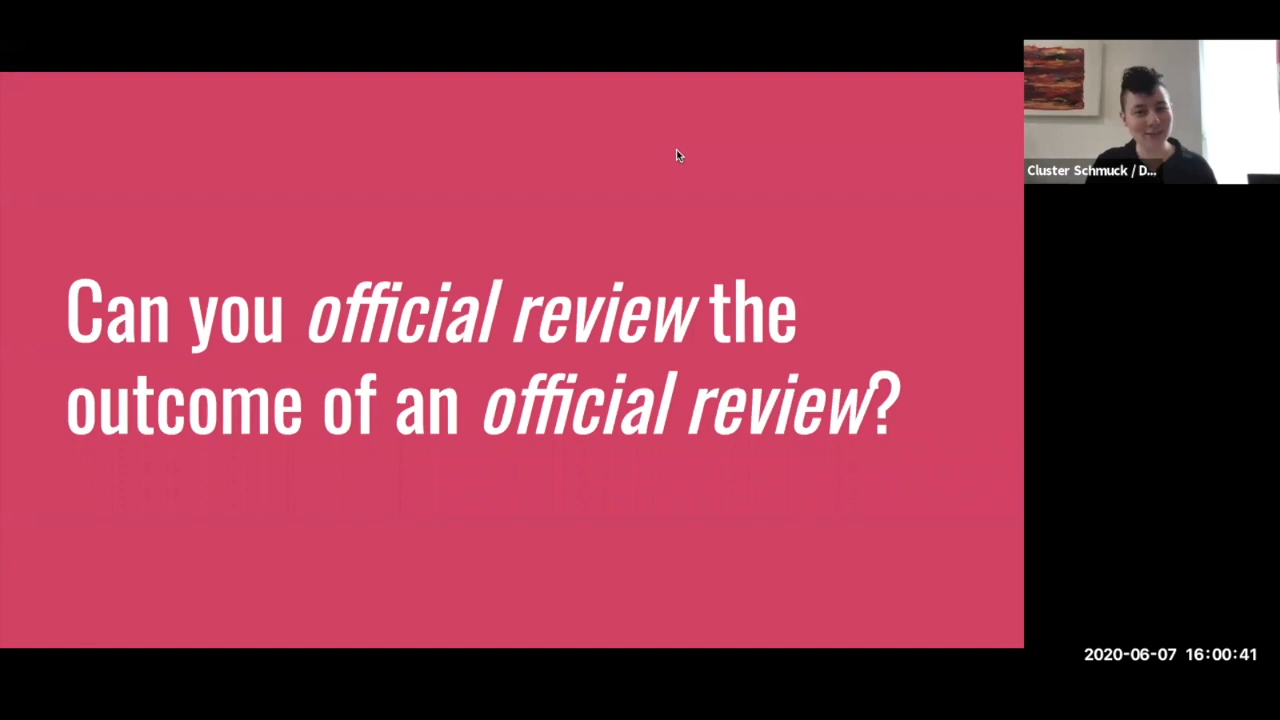 Can you official review the
outcome of an official review?
Cluster Schmuck / D...
2020-06-07 16:00:41